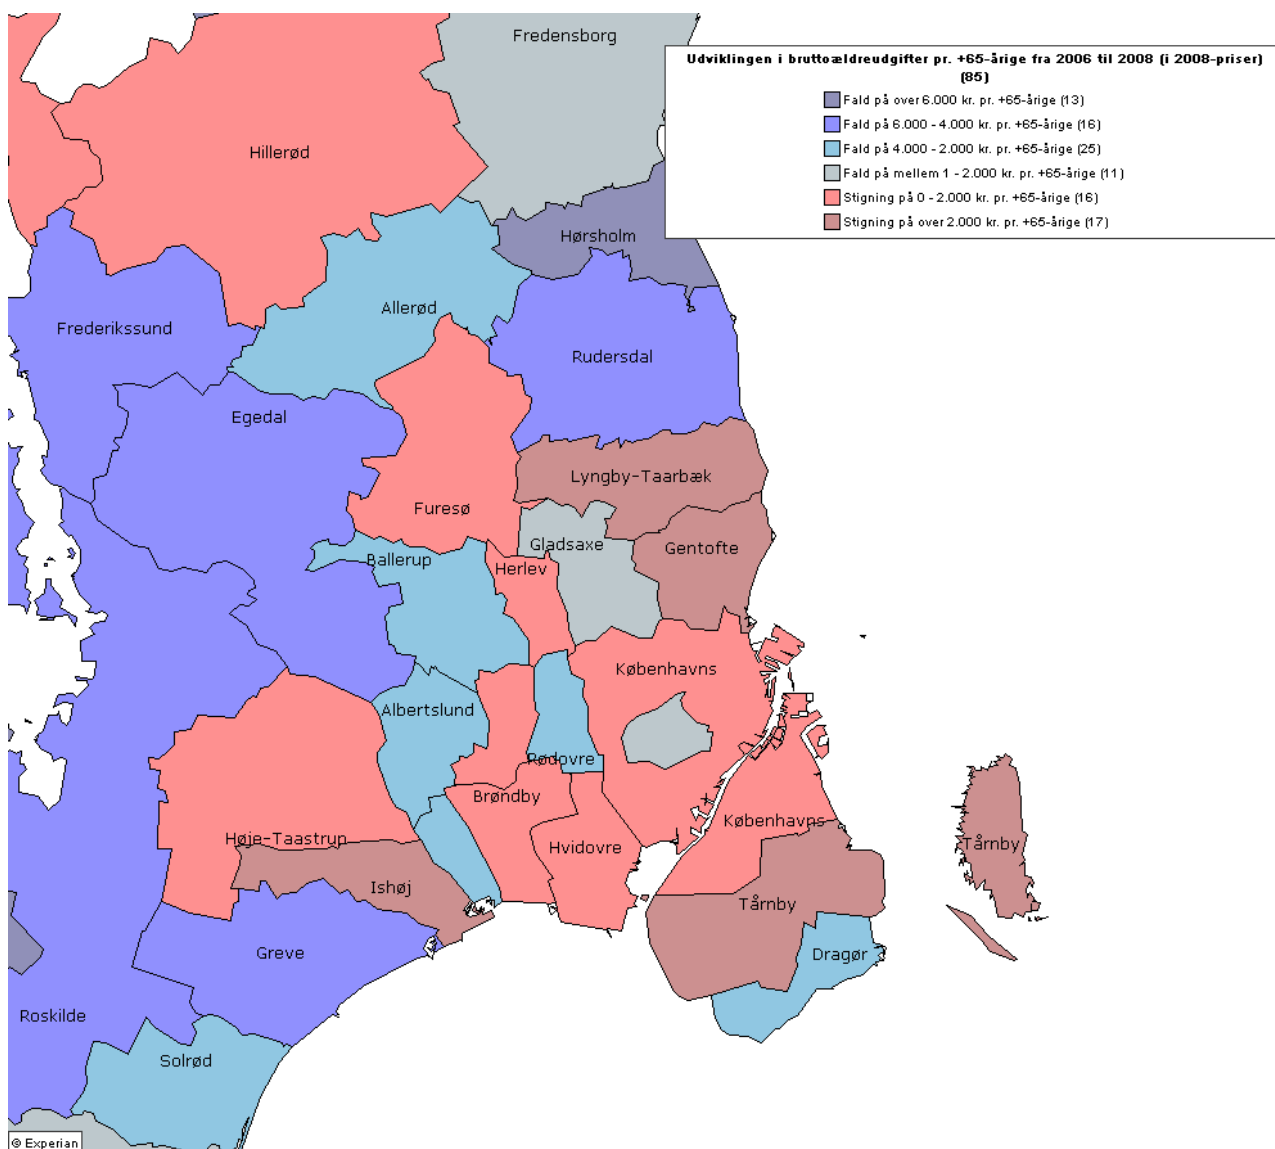 Fredensborg
Udviklingen i bruttoældreudgifter pr. +65-årige fra 2006 til 2008 (i 2008-priser)
(85)
Fald på over 6.000 kr. pr. +65-årige (13)
Fald på 6.000 - 4.000 kr. pr. +65-årige (16)
Fald på 4.000 - 2.000 kr. pr. +65-årige (25)
Fald på mellem 1 - 2.000 kr. pr. +65-årige (11)
Stigning på 0 - 2.000 kr. pr. +65-årige (16)
Stigning på over 2.000 kr. pr. +65-årige (17)
Hillerød
Hørsholm
Allerød
Frederikssund
Rudersdal
Egedal
Lyngby-Taarbæk
Furesø
Gladsaxe
Gentofte
Ballerup
Herlev
Københavns
Albertslund
Rødovre
Brøndby
Københavns
Høje-Taastrup
Hvidovre
Tårnby
Ishøj
Tårnby
Greve
Dragør
Roskilde
Solrød
© Experian